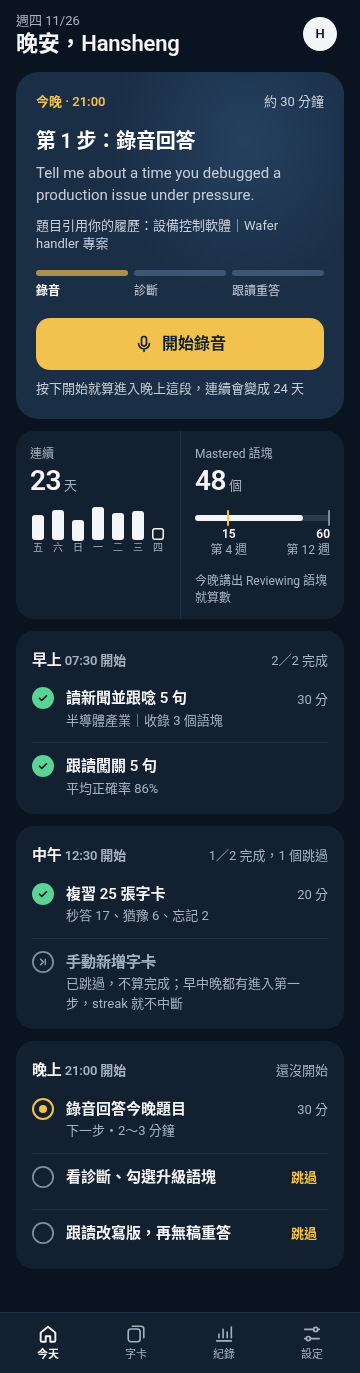 週四 11/26
晚安，Hansheng
H
今晚 · 21:00
約 30 分鐘
第 1 步：錄音回答
Tell me about a time you debugged a
production issue under pressure.
題目引用你的履歷：設備控制軟體｜Wafer
handler 專案
錄音
診斷
跟讀重答
開始錄音
按下開始就算進入晚上這段，連續會變成 24 天
連續
23 天
五 六 日 一 二 三 四
Mastered 語塊
48 個
15
60
第 4 週
第 12 週
今晚講出 Reviewing 語塊
就算數
早上 07:30 開始
2／2 完成
讀新聞並跟唸 5 句
30 分
半導體產業｜收錄 3 個語塊
跟讀闖關 5 句
平均正確率 86%
中午 12:30 開始
1／2 完成，1 個跳過
複習 25 張字卡
20 分
秒答 17、猶豫 6、忘記 2
手動新增字卡
已跳過，不算完成；早中晚都有進入第一
步，streak 就不中斷
晚上 21:00 開始
還沒開始
錄音回答今晚題目
30 分
下一步・2～3 分鐘
看診斷、勾選升級語塊
跳過
跟讀改寫版，再無稿重答
跳過
今天
字卡
紀錄
設定